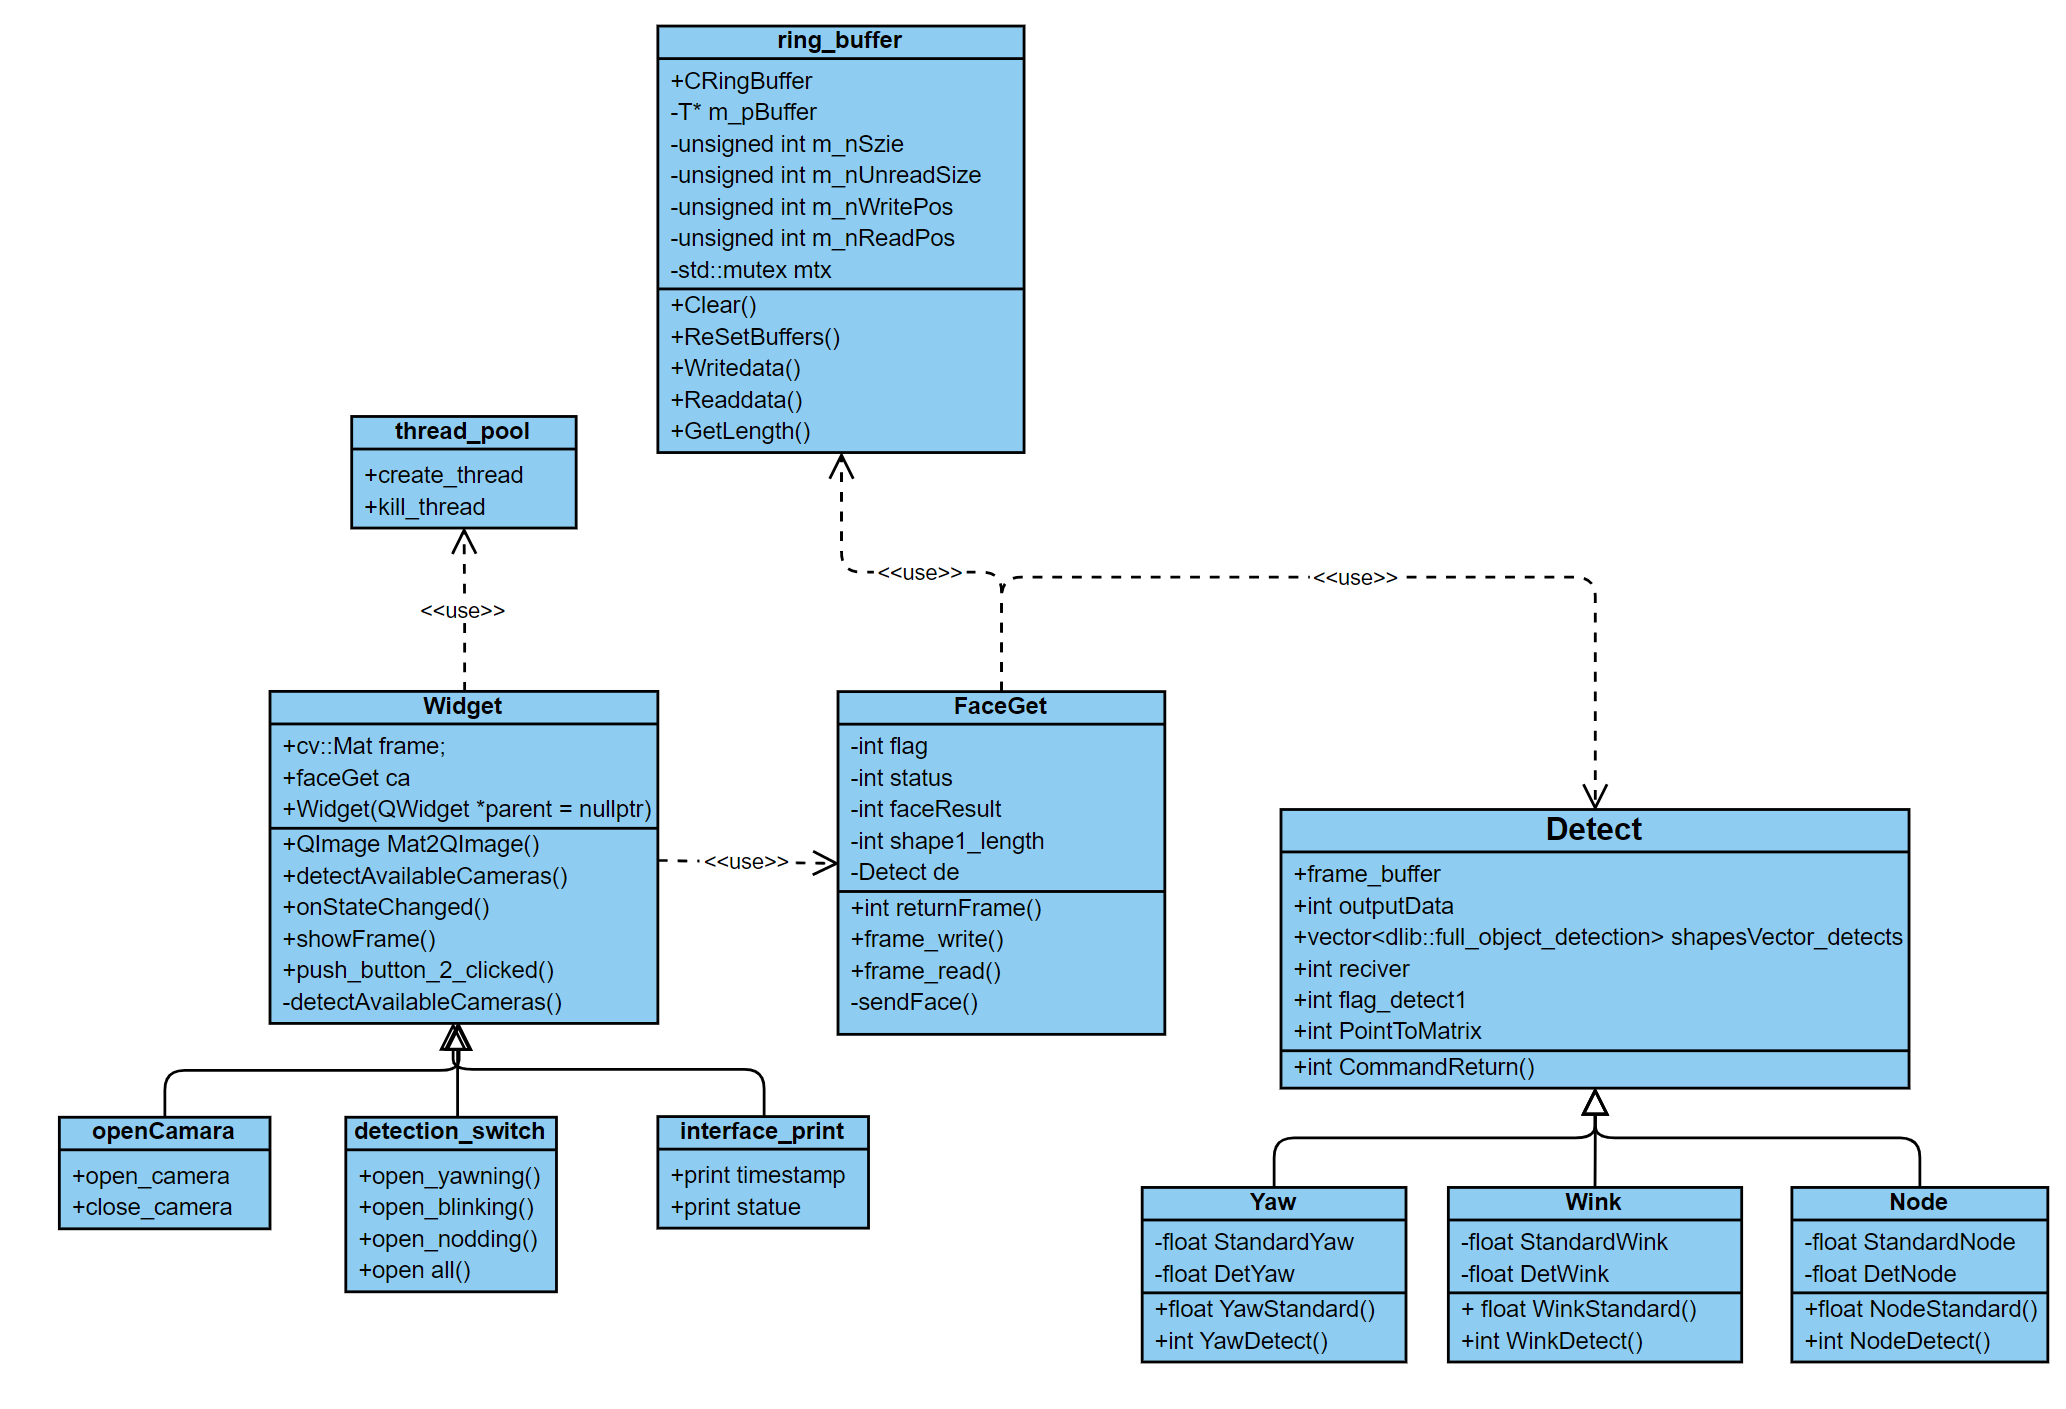 ring_buffer
+CRingBuffer
-T* m_pBuffer
-unsigned int m_nSzie
-unsigned int m_nUnreadSize
-unsigned int m_nWritePos
-unsigned int m_nReadPos
-std::mutex mtx
+Clear()
+ReSetBuffers()
+Writedata()
+Readdata()
+GetLength()
thread_pool
+create_thread
+kill_thread
<<use>>
<<use>>
<<use>>
Widget
+cv::Mat frame;
+faceGet ca
+Widget(QWidget *parent = nullptr)
+QImage Mat2QImage()
+detectAvailableCameras()
+onStateChanged()
+showFrame()
+push_button_2_clicked()
-detectAvailableCameras()
<<use>>
FaceGet
-int flag
-int status
-int faceResult
-int shape1_length
-Detect de
+int returnFrame()
+frame_write()
+frame_read()
-sendFace()
Detect
+frame_buffer
+int outputData
+vector<dlib::full_object_detection> shapesVector_detects
+int reciver
+int flag_detect1
+int PointToMatrix
+int CommandReturn()
openCamara
+open_camera
+close_camera
detection_switch
+open_yawning()
+open_blinking()
+open_nodding()
+open all()
interface_print
+print timestamp
+print statue
Yaw
-float StandardYaw
-float DetYaw
+float YawStandard()
+int YawDetect()
Wink
-float StandardWink
-float DetWink
+ float WinkStandard()
+int WinkDetect()
Node
-float StandardNode
-float DetNode
+float NodeStandard()
+int NodeDetect()